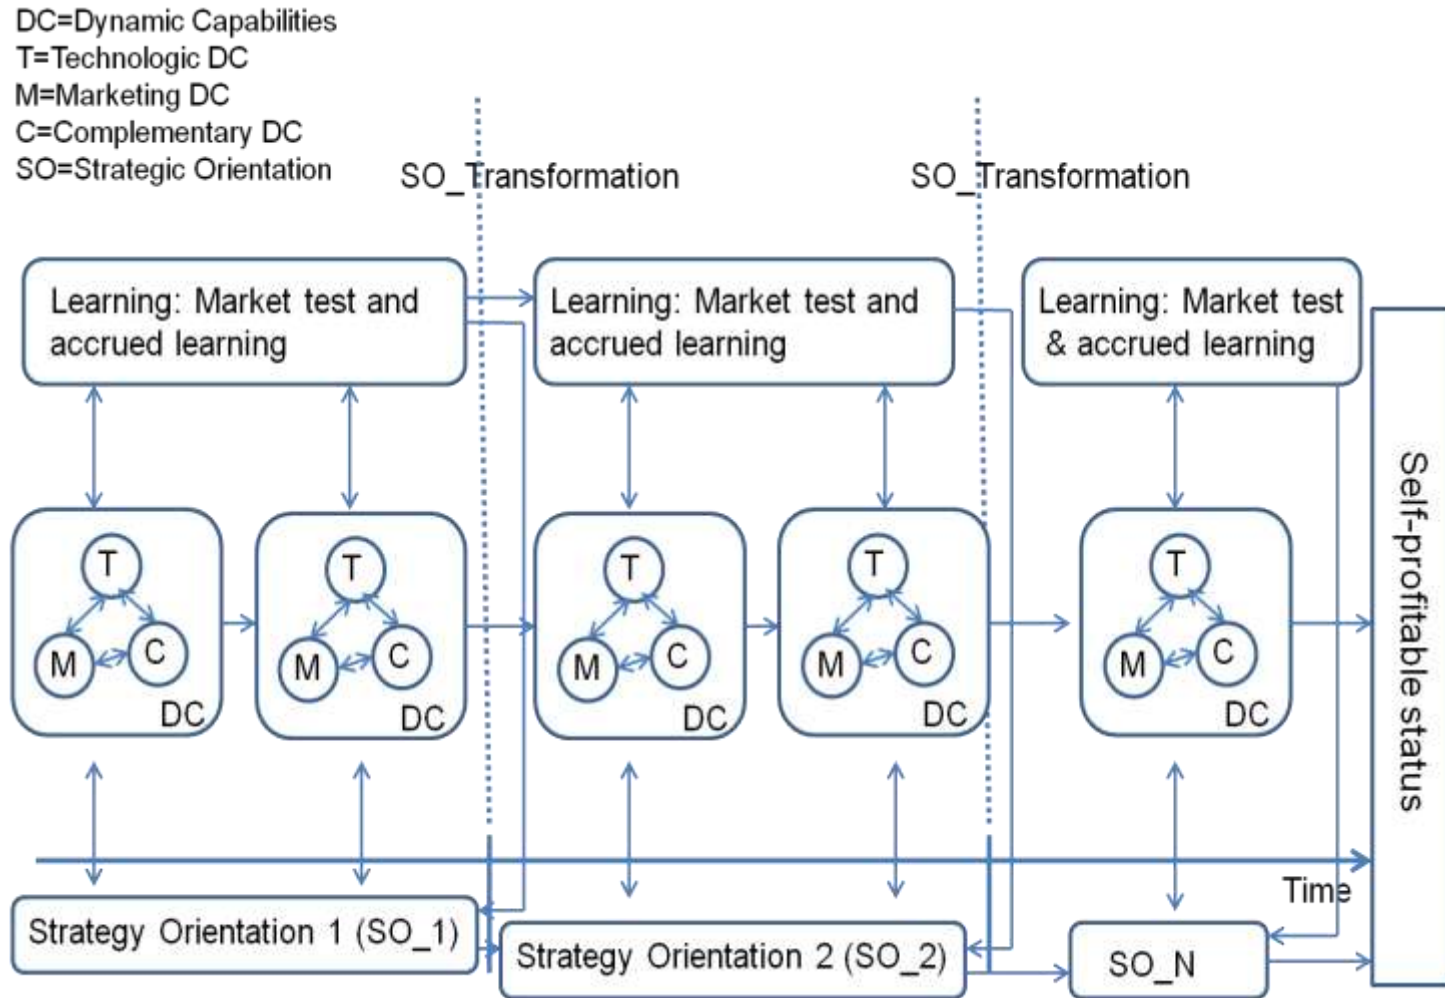 DC=Dynamic Capabilities
T=Technologic DC
M=Marketing DC
C=Complementary DC
SO=Strategic Orientation
SO_Transformation
SO_Transformation
Learning: Market test and
accrued learning
Learning: Market test and
accrued learning
Learning: Market test
& accrued learning
T
M
C
DC
T
M
C
DC
T
M
C
DC
T
M
C
DC
T
M
C
DC
Self-profitable status
Time
Strategy Orientation 1 (SO_1)
Strategy Orientation 2 (SO_2)
SO_N